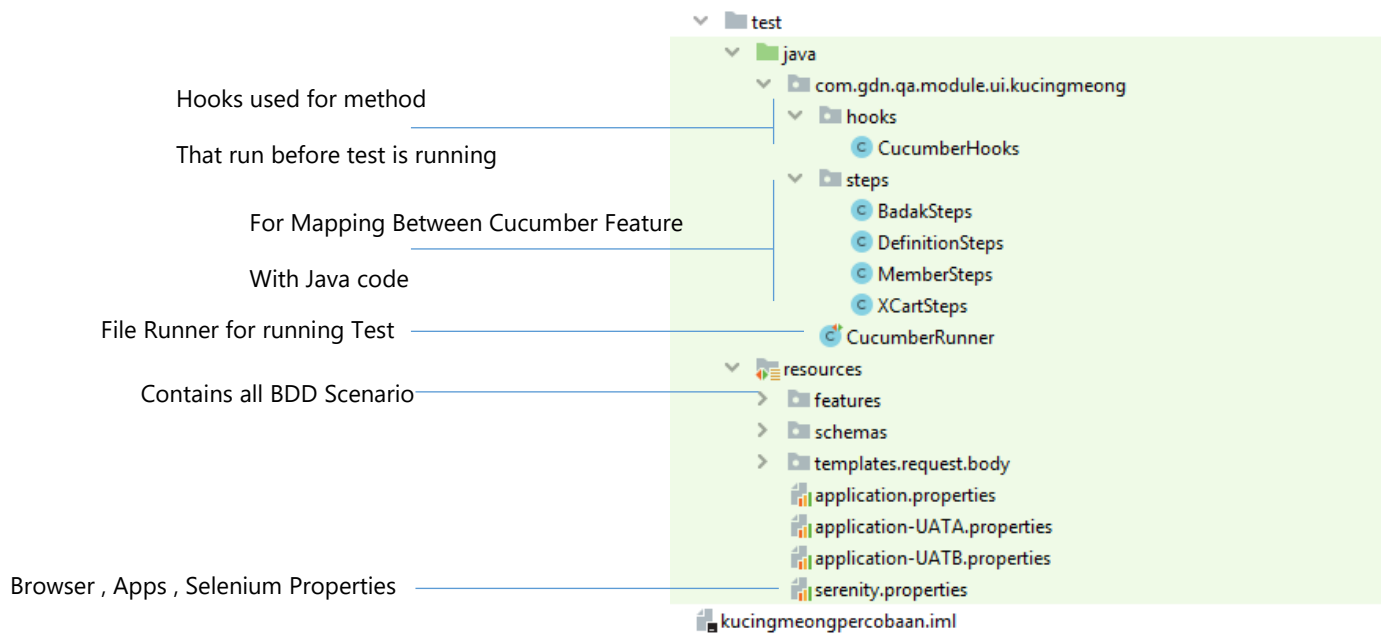 test
java
com.gdn.qa.module.ui.kucingmeong
Hooks used for method
hooks
That run before test is running
CucumberHooks
steps
For Mapping Between Cucumber Feature
BadakSteps
DefinitionSteps
With Java code
MemberSteps
XCartSteps
File Runner for running Test
CucumberRunner
resources
Contains all BDD Scenario
features
schemas
templates.request.body
application.properties
application-UATA.properties
application-UATB.properties
Browser , Apps , Selenium Properties
serenity.properties
kucingmeongpercobaan.iml